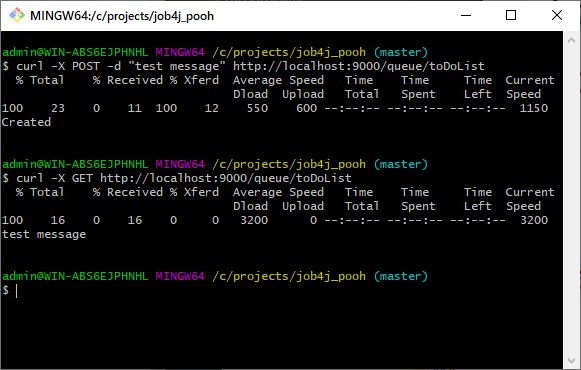 MINGW64:/c/projects/job4j_pooh
admin@WIN-ABS6EJPHNHL MINGW64 /c/projects/job4j_pooh (master)
$ curl -X POST -d "test message" http://localhost:9000/queue/toDoList
  % Total    % Received % Xferd  Average Speed   Time    Time     Time  Current
                                 Dload  Upload   Total   Spent    Left  Speed
100    23    0    11  100    12    550    600 --:--:-- --:--:-- --:--:--  1150
Created
admin@WIN-ABS6EJPHNHL MINGW64 /c/projects/job4j_pooh (master)
$ curl -X GET http://localhost:9000/queue/toDoList
  % Total    % Received % Xferd  Average Speed   Time    Time     Time  Current
                                 Dload  Upload   Total   Spent    Left  Speed
100    16    0    16    0     0   3200      0 --:--:-- --:--:-- --:--:--  3200
test message
admin@WIN-ABS6EJPHNHL MINGW64 /c/projects/job4j_pooh (master)
$